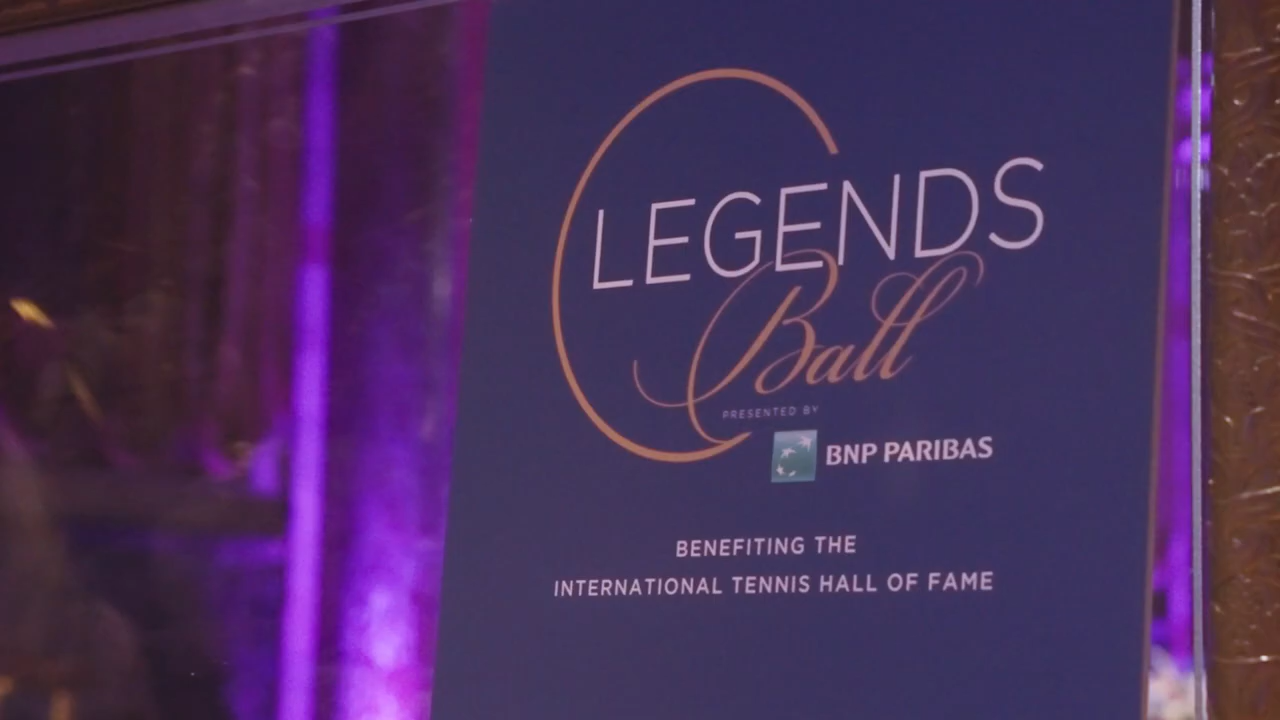 LEGENDS
Ball
PRESENTED BY
BNP PARIBAS
BENEFITING THE
INTERNATIONAL TENNIS HALL OF FAME